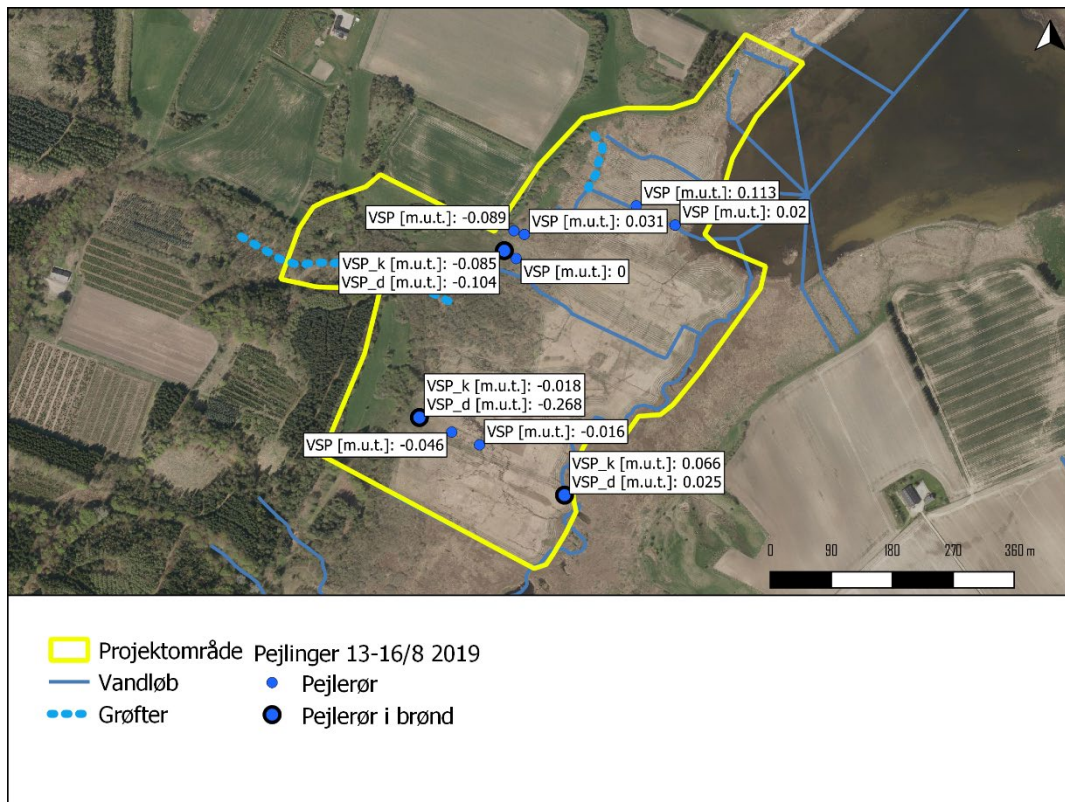 VSP [m.u.t.]: 0.113
VSP [m.u.t.]: -0.089
VSP [m.u.t.]: 0.031
VSP [m.u.t.]: 0.02
VSP_k [m.u.t.]: -0.085
VSP_d [m.u.t.]: -0.104
VSP [m.u.t.]: 0
VSP_k [m.u.t.]: -0.018
VSP_d [m.u.t.]: -0.268
VSP [m.u.t.]: -0.046
VSP [m.u.t.]: -0.016
VSP_k [m.u.t.]: 0.066
VSP_d [m.u.t.]: 0.025
0 90 180 270 360 m
Projektområde
Vandløb
Grøfter
Pejlinger 13-16/8 2019
Pejlerør
Pejlerør i brønd